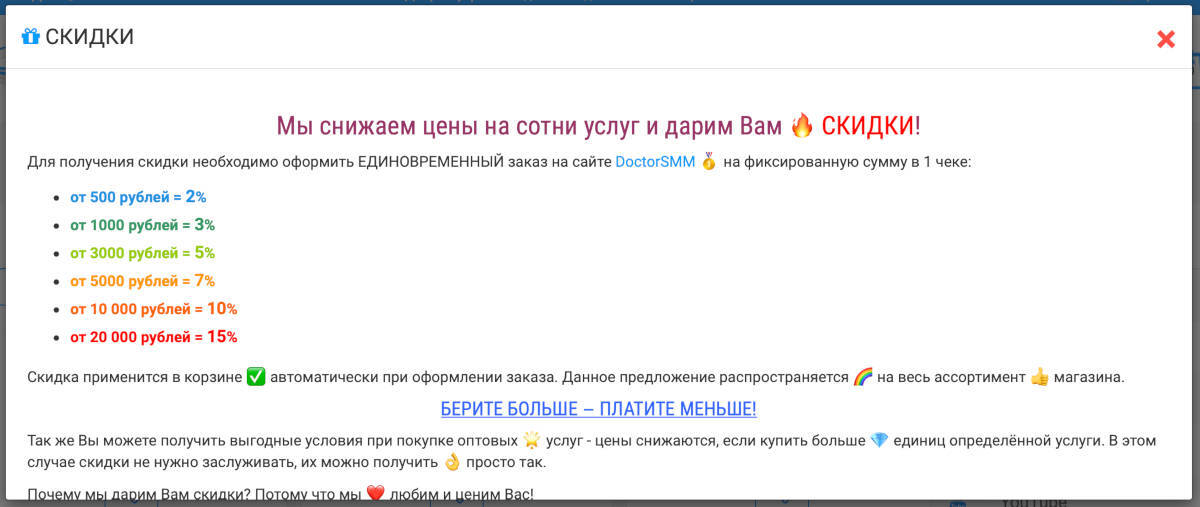 СКИДКИ
Мы снижаем цены на сотни услуг и дарим Вам 🔥 СКИДКИ!
Для получения скидки необходимо оформить ЕДИНОВРЕМЕННЫЙ заказ на сайте DoctorSMM 🥇 на фиксированную сумму в 1 чеке:
• от 500 рублей = 2%
• от 1000 рублей = 3%
• от 3000 рублей = 5%
• от 5000 рублей = 7%
• от 10 000 рублей = 10%
• от 20 000 рублей = 15%
Скидка применится в корзине ✅ автоматически при оформлении заказа. Данное предложение распространяется 🌈 на весь ассортимент 👍 магазина.
БЕРИТЕ БОЛЬШЕ – ПЛАТИТЕ МЕНЬШЕ!
Так же Вы можете получить выгодные условия при покупке оптовых 🌟 услуг - цены снижаются, если купить больше 💎 единиц определённой услуги. В этом
случае скидки не нужно заслуживать, их можно получить 👌 просто так.
Почему мы дарим Вам скидки? Потому что мы ❤️ любим и ценим Вас!
YouTube